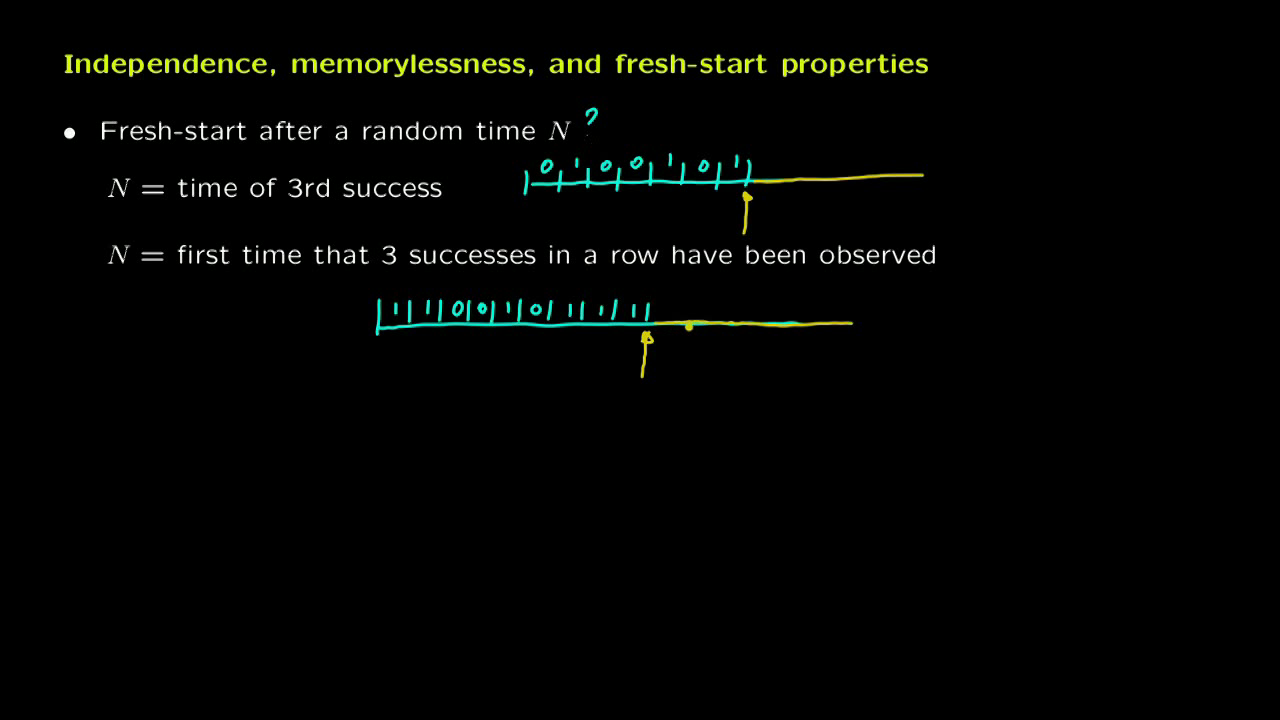 Independence, memorylessness, and fresh-start properties
• Fresh-start after a random time N ?
0 1 0 0 1 0 1
N = time of 3rd success
N = first time that 3 successes in a row have been observed
1 1 0 0 1 0 1 1 1